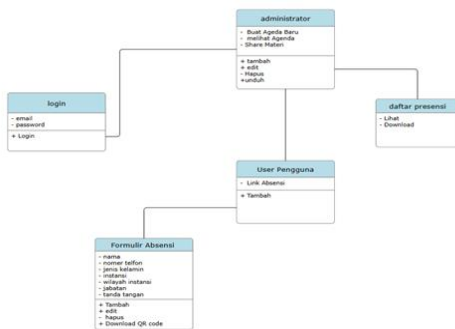 administrator
- Buat Ageda Baru
- melihat Agenda
- Share Materi
+ tambah
+ edit
- Hapus
+unduh
login
- email
- password
+ Login
daftar presensi
- Lihat
- Download
User Pengguna
- Link Absensi
+ Tambah
Formulir Absensi
- nama
- nomer telfon
- jenis kelamin
- instansi
- wilayah instansi
- jabatan
- tanda tangan
+ Tambah
+ edit
- hapus
+ Download QR code